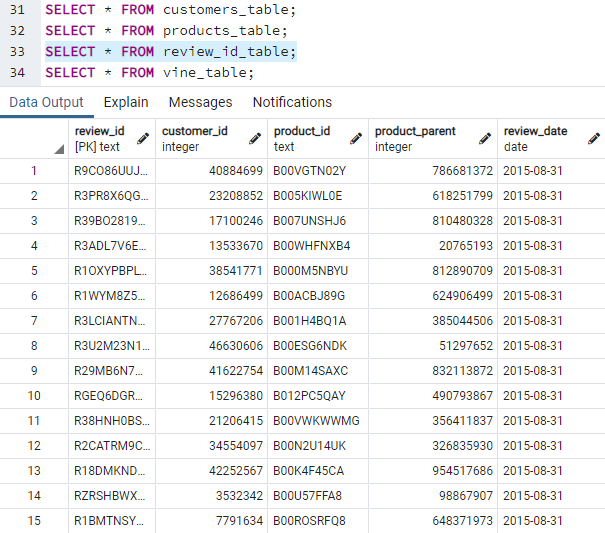 31 SELECT * FROM customers_table;
32 SELECT * FROM products_table;
33 SELECT * FROM review_id_table;
34 SELECT * FROM vine_table;
Data Output Explain Messages Notifications
review_id customer_id product_id product_parent review_date
[PK] text integer text integer date
1 R9CO86UUJ... 40884699 B00VGTN02Y 786681372 2015-08-31
2 R3PR8X6QG... 23208852 B005KIWL0E 618251799 2015-08-31
3 R39BO2819... 17100246 B007UNSHJ6 810480328 2015-08-31
4 R3ADL7V6E... 13533670 B00WHFNXB4 20765193 2015-08-31
5 R1OXYPBPL... 38541771 B000M5NBYU 812890709 2015-08-31
6 R1WYM8Z5... 12686499 B00ACBJ89G 624906499 2015-08-31
7 R3LCIANTN... 27767206 B001H4BQ1A 385044506 2015-08-31
8 R3U2M23N1... 46630606 B00ESG6NDK 51297652 2015-08-31
9 R29MB6N7... 41622754 B00M14SAXC 832113872 2015-08-31
10 RGEQ6DGR... 15296380 B012PC5QAY 490793867 2015-08-31
11 R38HNH0BS... 21206415 B00VWKWWMG 356411837 2015-08-31
12 R2CATRM9C... 34554097 B00N2U14UK 326835930 2015-08-31
13 R18DMKND... 42252567 B00K4F45CA 954517686 2015-08-31
14 RZRSHBWX... 3532342 B00U57FFA8 98867907 2015-08-31
15 R1BMTNSY... 7791634 B00ROSRFQ8 648371973 2015-08-31